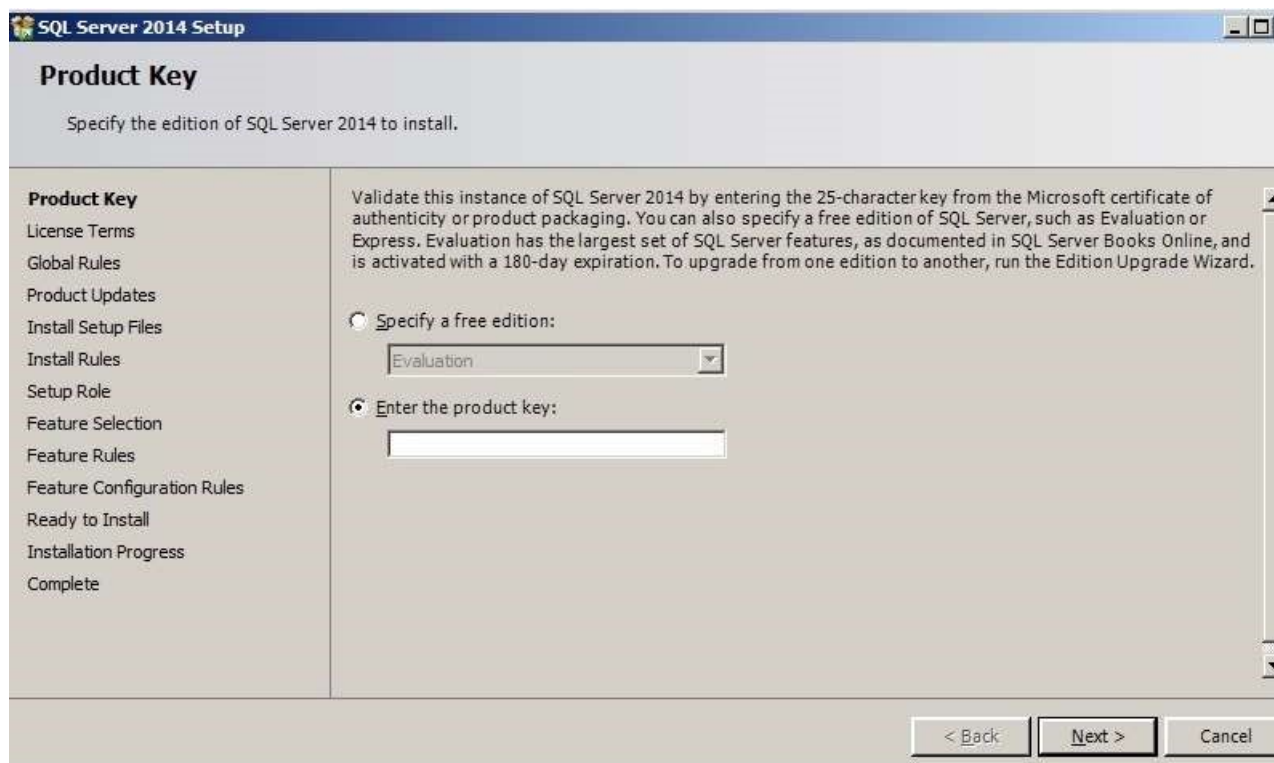 SQL Server 2014 Setup
Product Key
Specify the edition of SQL Server 2014 to install.
Product Key
License Terms
Global Rules
Product Updates
Install Setup Files
Install Rules
Setup Role
Feature Selection
Feature Rules
Feature Configuration Rules
Ready to Install
Installation Progress
Complete
Validate this instance of SQL Server 2014 by entering the 25-character key from the Microsoft certificate of
authenticity or product packaging. You can also specify a free edition of SQL Server, such as Evaluation or
Express. Evaluation has the largest set of SQL Server features, as documented in SQL Server Books Online, and
is activated with a 180-day expiration. To upgrade from one edition to another, run the Edition Upgrade Wizard.
Specify a free edition:
Evaluation
Enter the product key:
< Back
Next >
Cancel